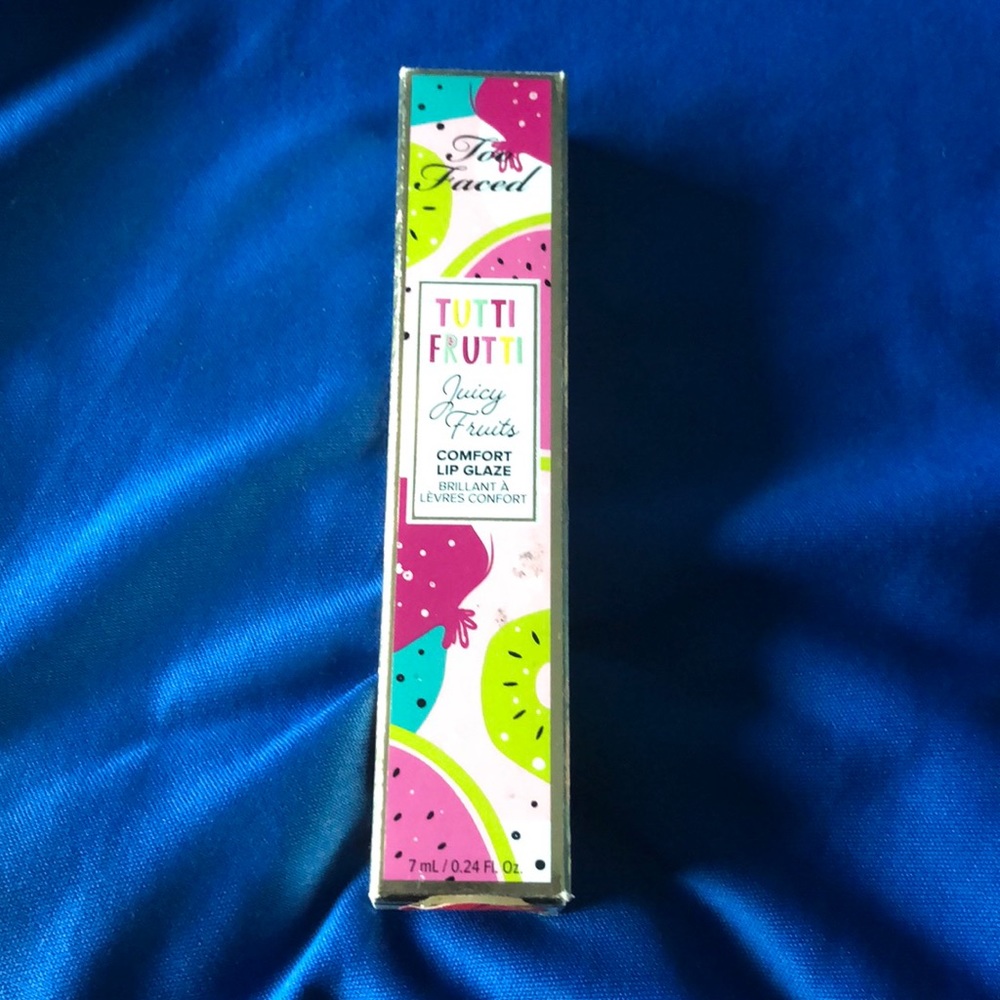 Too
Faced
TUTTI
FRUTTI
Juicy
Fruits
COMFORT
LIP GLAZE
BRILLANT À
LÈVRES CONFORT
7 mL / 0.24 FL Oz.